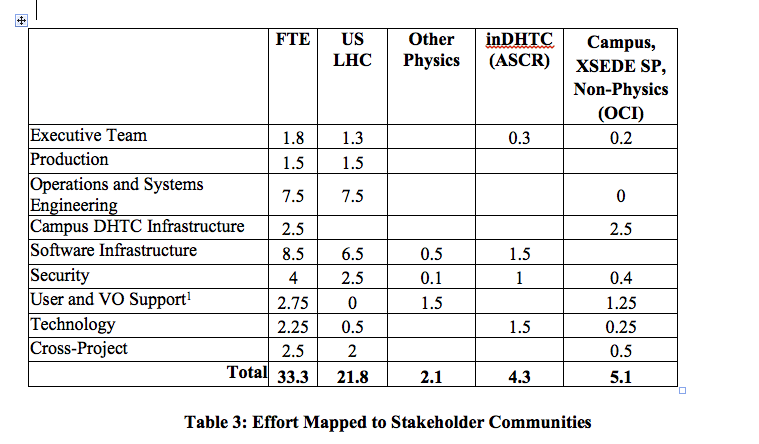 FTE US LHC Other Physics inDHTC (ASCR) Campus, XSEDE SP, Non-Physics (OCI)
Executive Team 1.8 1.3 0.3 0.2
Production 1.5 1.5
Operations and Systems Engineering 7.5 7.5 0
Campus DHTC Infrastructure 2.5 2.5
Software Infrastructure 8.5 6.5 0.5 1.5
Security 4 2.5 0.1 1 0.4
User and VO Support¹ 2.75 0 1.5 1.25
Technology 2.25 0.5 1.5 0.25
Cross-Project 2.5 2 0.5
Total 33.3 21.8 2.1 4.3 5.1
Table 3: Effort Mapped to Stakeholder Communities